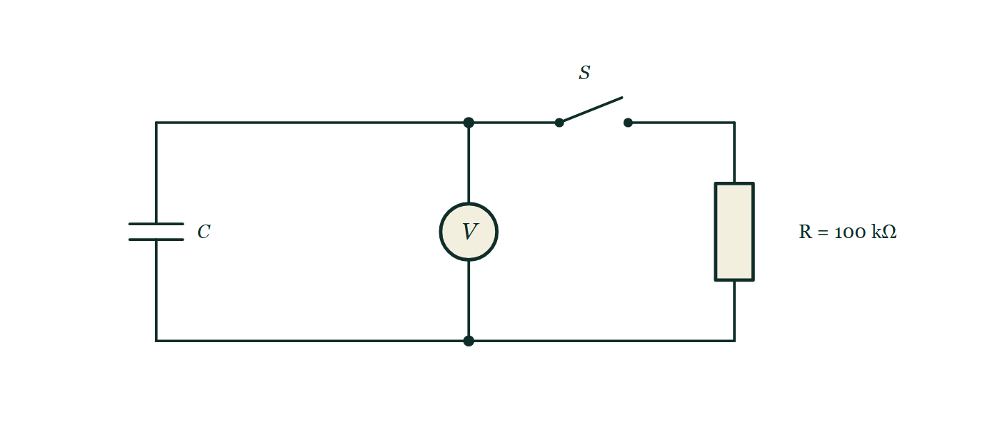 S
C
V
R = 100 kΩ